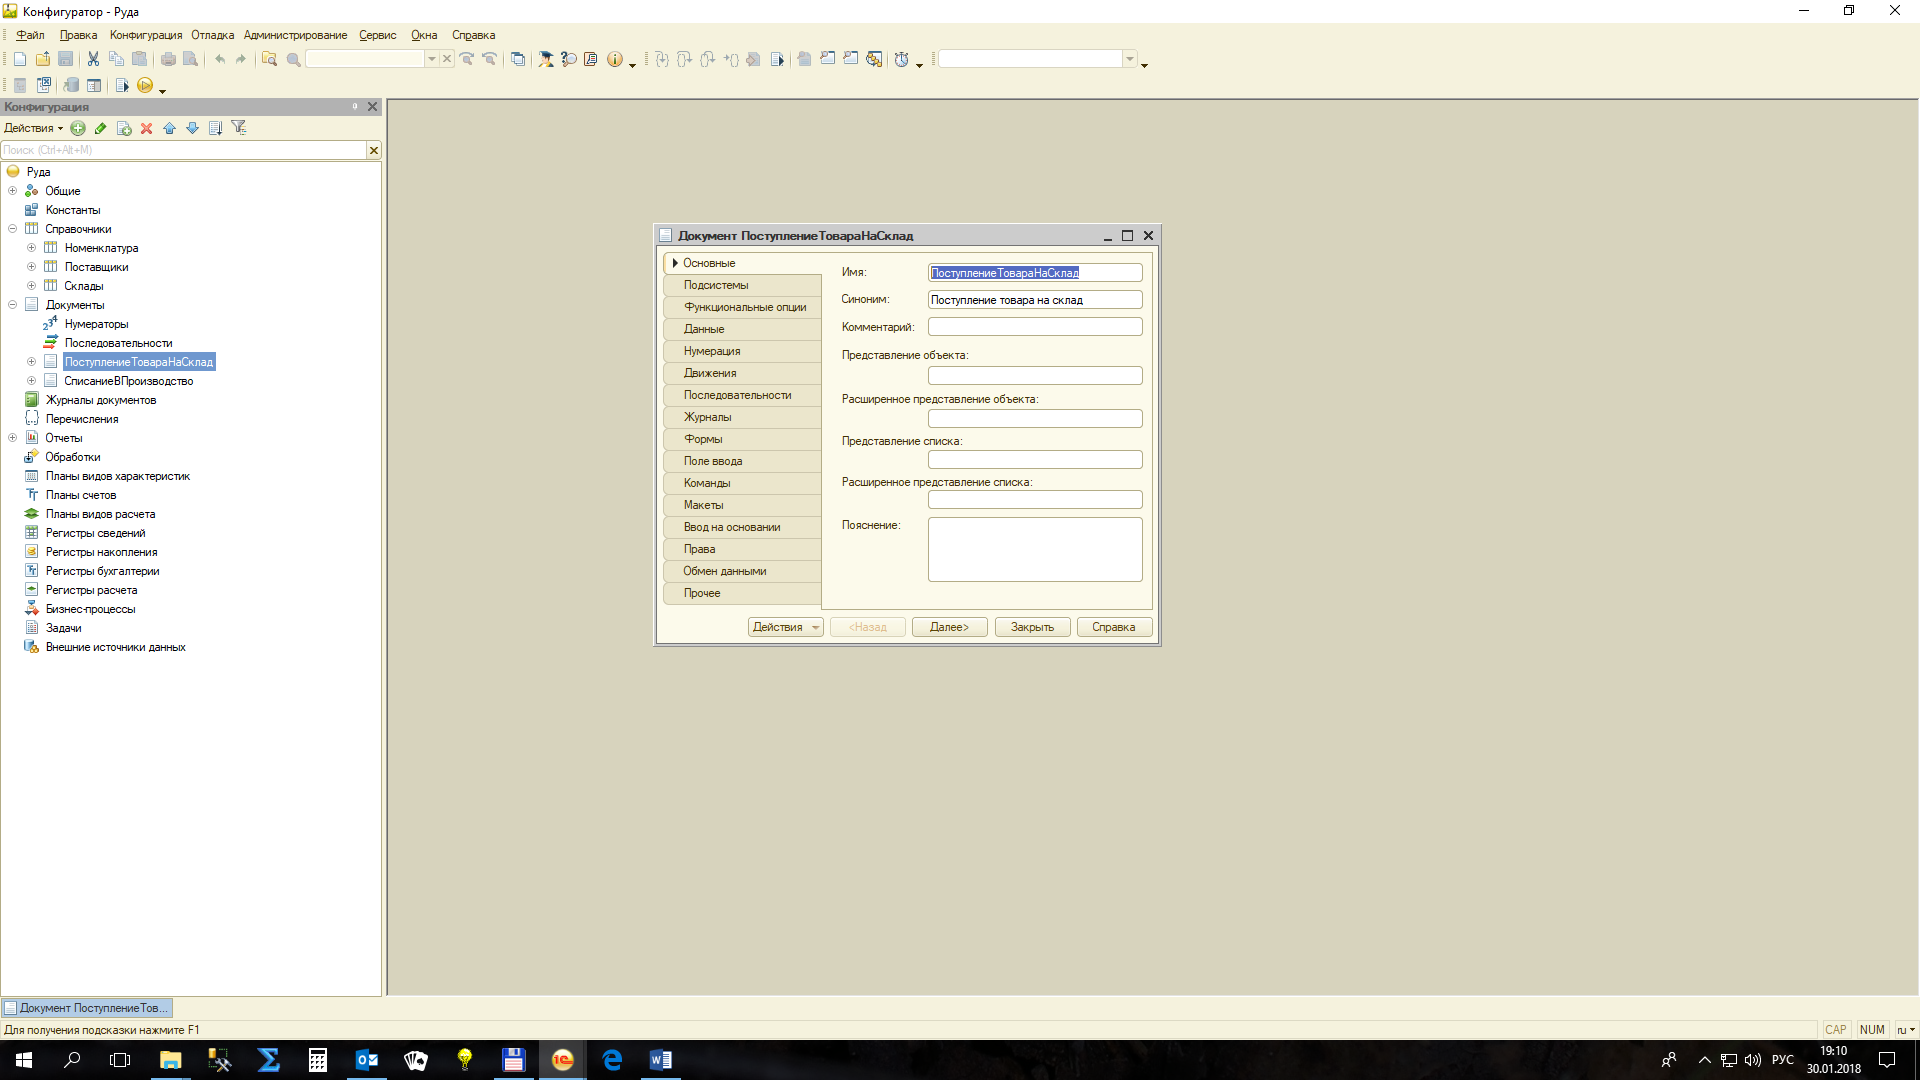 Конфигуратор - Руда
Файл Правка Конфигурация Отладка Администрирование Сервис Окна Справка
Конфигурация
Действия
Поиск (Ctrl+Alt+M)
Руда
Общие
Константы
Справочники
Номенклатура
Поставщики
Склады
Документы
Нумераторы
Последовательности
ПоступлениеТовараНаСклад
СписаниеВПроизводство
Журналы документов
Перечисления
Отчеты
Обработки
Планы видов характеристик
Планы счетов
Планы видов расчета
Регистры сведений
Регистры накопления
Регистры бухгалтерии
Регистры расчета
Бизнес-процессы
Задачи
Внешние источники данных
Документ ПоступлениеТовараНаСклад
Основные
Подсистемы
Функциональные опции
Данные
Нумерация
Движения
Последовательности
Журналы
Формы
Поле ввода
Команды
Макеты
Ввод на основании
Права
Обмен данными
Прочее
Имя: ПоступлениеТовараНаСклад
Синоним: Поступление товара на склад
Комментарий:
Представление объекта:
Расширенное представление объекта:
Представление списка:
Расширенное представление списка:
Пояснение:
Действия <Назад Далее> Закрыть Справка
Документ ПоступлениеТов...
Для получения подсказки нажмите F1
CAP NUM ru
РУС
19:10
30.01.2018